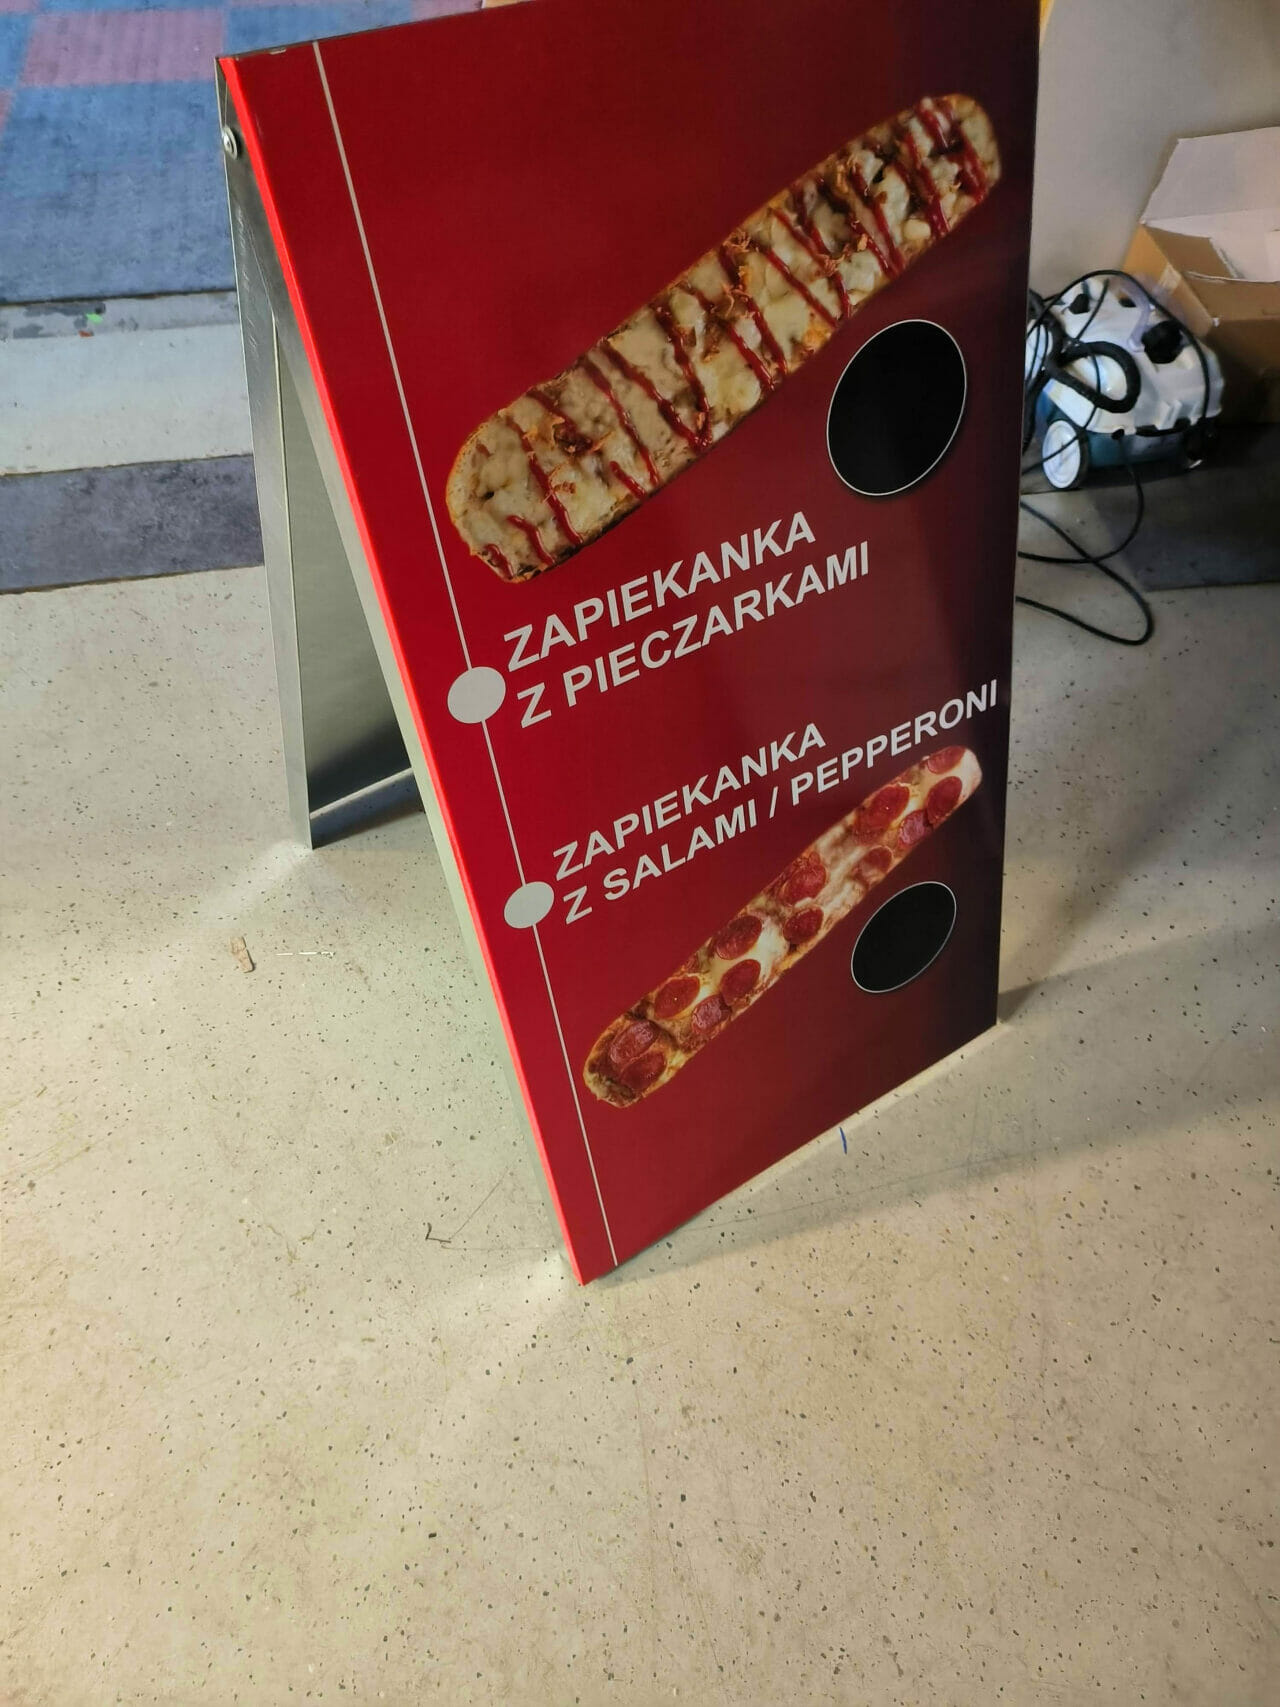 ZAPIEKANKA
Z PIECZARKAMI
ZAPIEKANKA
Z SALAMI / PEPPERONI